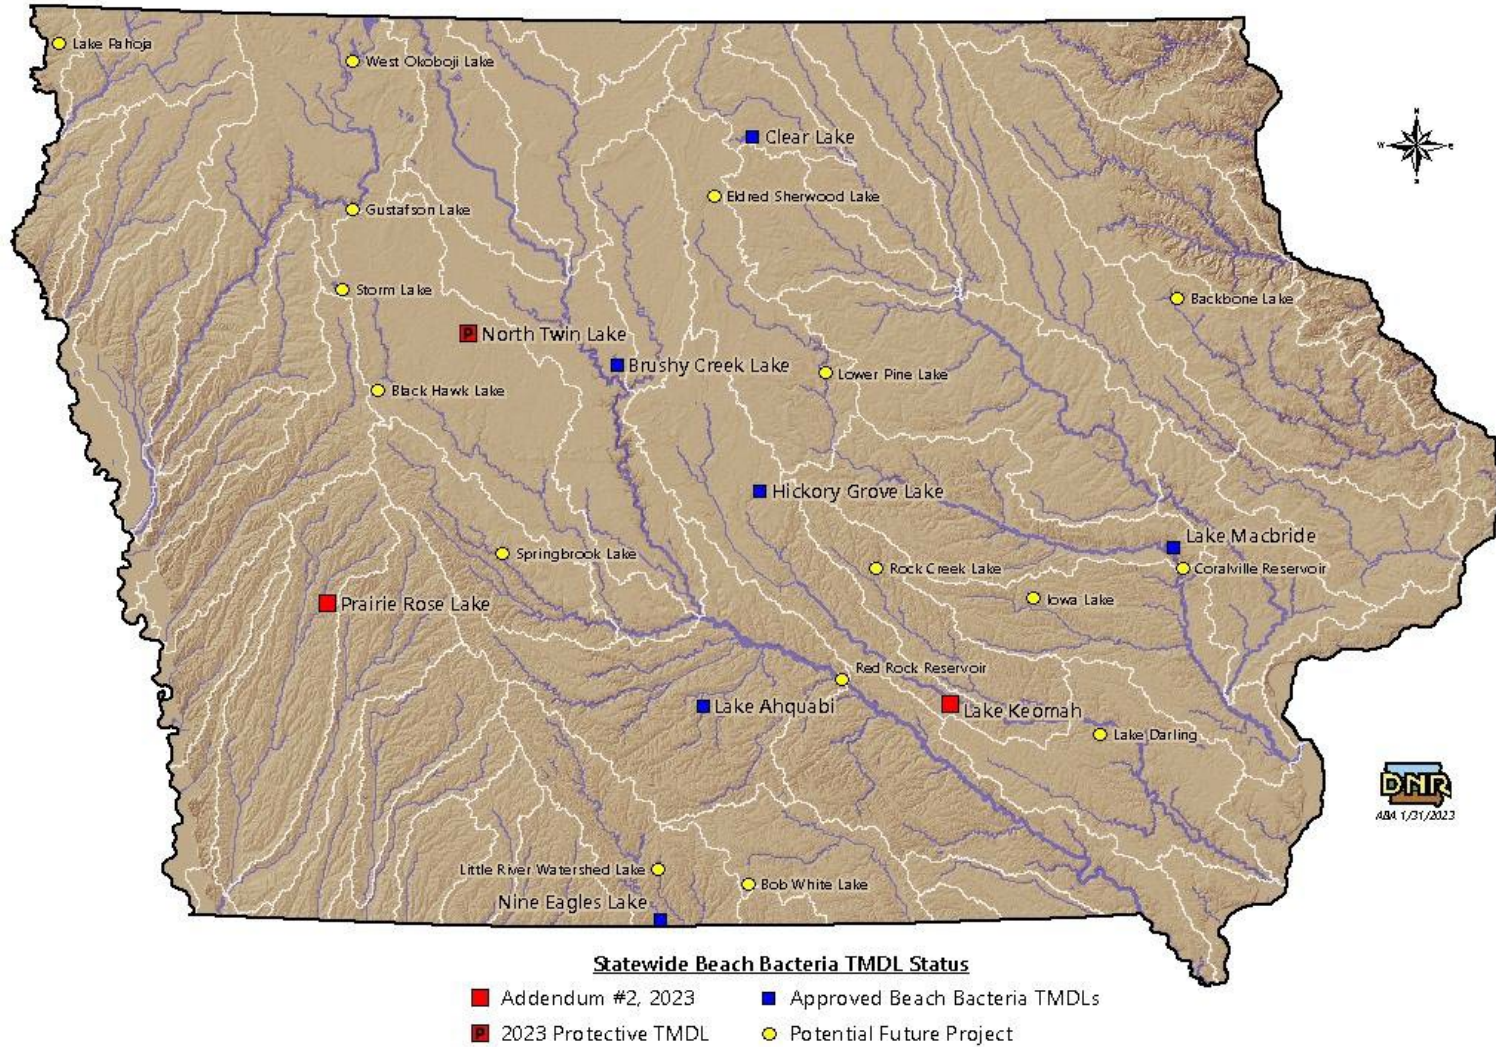 Lake Pahoja
West Okoboji Lake
Clear Lake
N
W
E
S
Eldred Sherwood Lake
Gustafson Lake
Storm Lake
Backbone Lake
P
North Twin Lake
Brushy Creek Lake
Lower Pine Lake
Black Hawk Lake
Hickory Grove Lake
Lake Macbride
Springbrook Lake
Rock Creek Lake
Coralville Reservoir
Iowa Lake
Prairie Rose Lake
Red Rock Reservoir
Lake Ahquabi
Lake Keomah
Lake Darling
DNR
ABA 1/31/2023
Little River Watershed Lake
Bob White Lake
Nine Eagles Lake
Statewide Beach Bacteria TMDL Status
Addendum #2, 2023
Approved Beach Bacteria TMDLs
P 2023 Protective TMDL
Potential Future Project